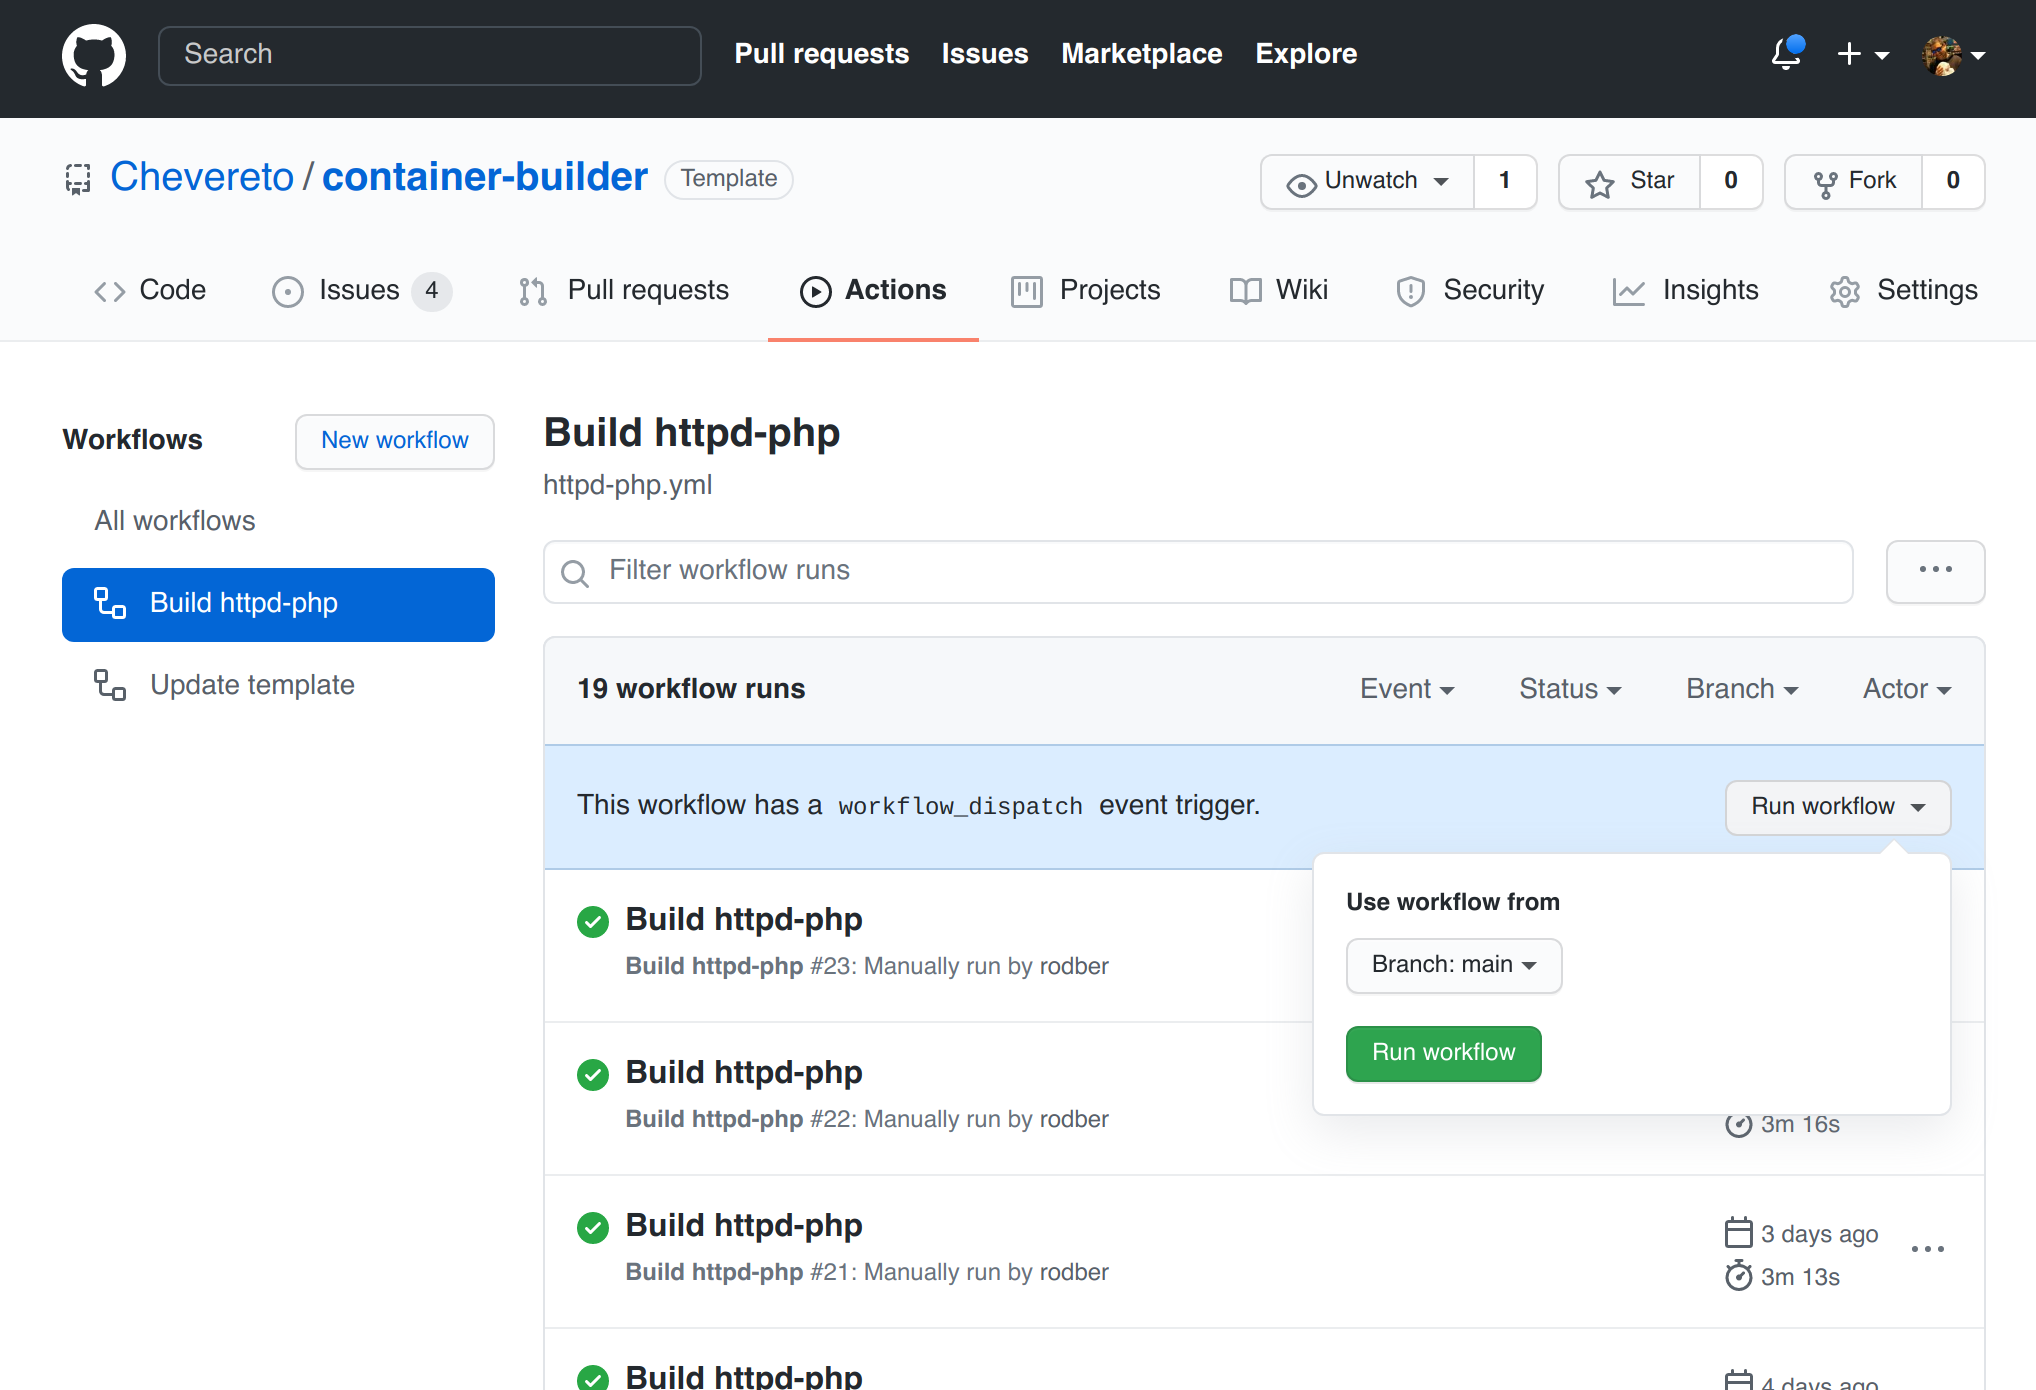 Search Pull requests Issues Marketplace Explore
Chevereto / container-builder Template Unwatch 1 Star 0 Fork 0
Code Issues 4 Pull requests Actions Projects Wiki Security Insights Settings
Workflows New workflow
All workflows
Build httpd-php
Update template
Build httpd-php
httpd-php.yml
Filter workflow runs
19 workflow runs Event Status Branch Actor
This workflow has a workflow_dispatch event trigger. Run workflow
Use workflow from
Branch: main
Run workflow
Build httpd-php
Build httpd-php #23: Manually run by rodber
Build httpd-php
Build httpd-php #22: Manually run by rodber
3m 16s
Build httpd-php
Build httpd-php #21: Manually run by rodber
3 days ago
3m 13s
Build httpd-php
4 days ago